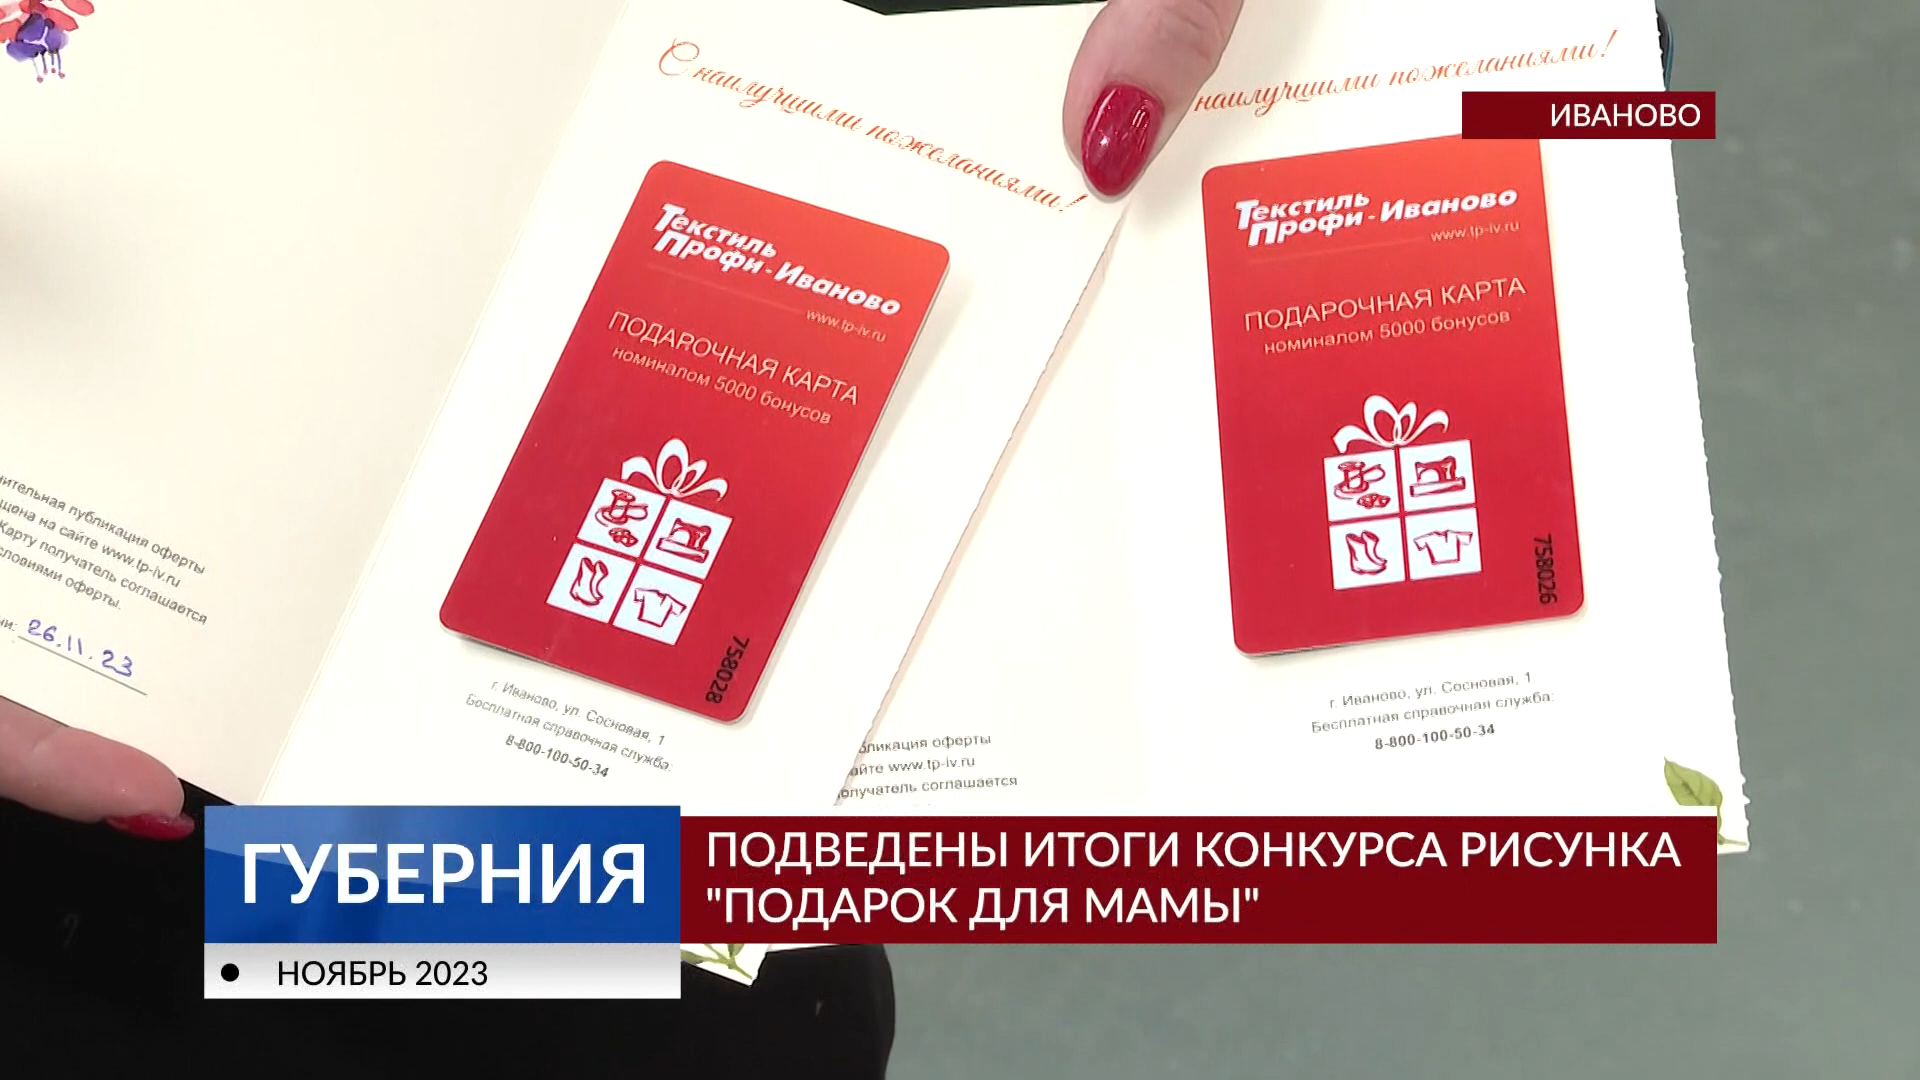 С наилучшими пожеланиями!
наилучшими пожеланиями!
ИВАНОВО
Текстиль
Профи - Иваново
www.tp-iv.ru
ПОДАРОЧНАЯ КАРТА
номиналом 5000 бонусов
758028
г. Иваново, ул. Сосновая, 1
Бесплатная справочная служба:
8-800-100-50-34
Текстиль
Профи - Иваново
www.tp-iv.ru
ПОДАРОЧНАЯ КАРТА
номиналом 5000 бонусов
758026
г. Иваново, ул. Сосновая, 1
Бесплатная справочная служба:
8-800-100-50-34
публикация оферты
на сайте www.tp-iv.ru
Карту получатель соглашается
оферты.
26.11.23
оферты
www.tp-iv.ru
соглашается
ГУБЕРНИЯ
ПОДВЕДЕНЫ ИТОГИ КОНКУРСА РИСУНКА
"ПОДАРОК ДЛЯ МАМЫ"
НОЯБРЬ 2023